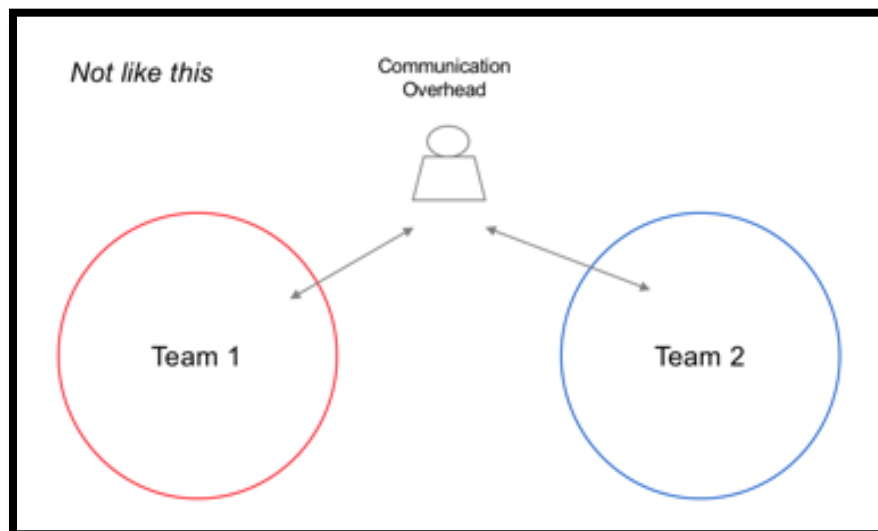 Not like this
Communication
Overhead
Team 1
Team 2